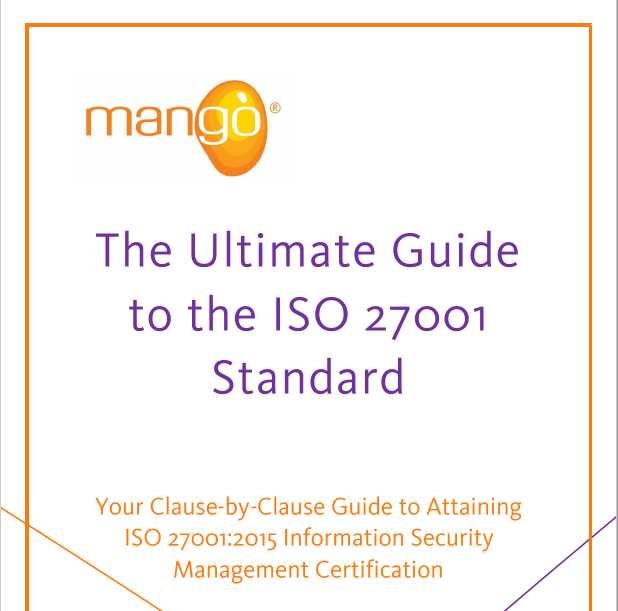 mango®
The Ultimate Guide
to the ISO 27001
Standard
Your Clause-by-Clause Guide to Attaining
ISO 27001:2015 Information Security
Management Certification